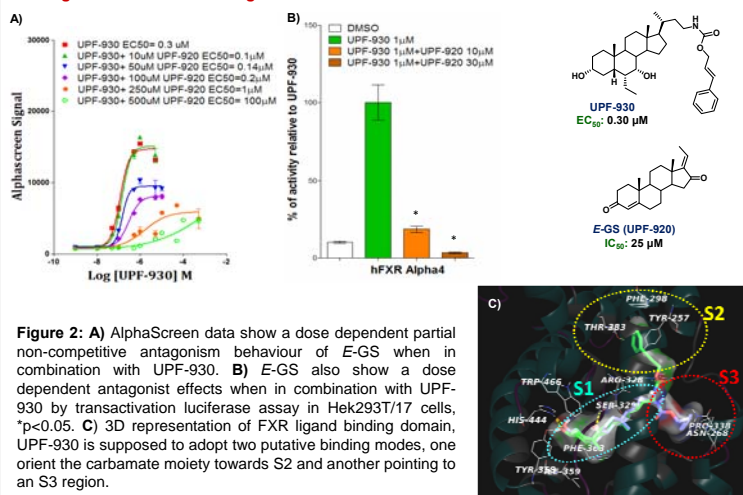 A)
30000
20000
10000
0
Alphascreen Signal
UPF-930 EC50= 0.3 uM
UPF-930+ 10uM UPF-920 EC50=0.1µM
UPF-930+ 50uM UPF-920 EC50= 0.14µM
UPF-930+ 100uM UPF-920 EC50=0.2µM
UPF-930+ 250uM UPF-920 EC50=1µM
UPF-930+ 500uM UPF-920 EC50= 100µM
-10
-8
-6
-4
-2
Log [UPF-930] M
B)
DMSO
UPF-930 1µM
UPF-930 1µM+UPF-920 10µM
UPF-930 1µM+UPF-920 30µM
% of activity relative to UPF-930
150
100
50
0
*
*
hFXR Alpha4
HO
OH
N
H
O
O
UPF-930
EC50: 0.30 µM
O
O
E-GS (UPF-920)
IC50: 25 µM
Figure 2: A) AlphaScreen data show a dose dependent partial
non-competitive antagonism behaviour of E-GS when in
combination with UPF-930. B) E-GS also show a dose
dependent antagonist effects when in combination with UPF-
930 by transactivation luciferase assay in Hek293T/17 cells,
*p<0.05. C) 3D representation of FXR ligand binding domain,
UPF-930 is supposed to adopt two putative binding modes, one
orient the carbamate moiety towards S2 and another pointing to
an S3 region.
C)
PHE-298
S2
TYR-257
THR-383
TRP-466
S1
ARG-328
S3
SER-329
HIS-444
PRO-338
ASN-268
PHE-363
TYR-355